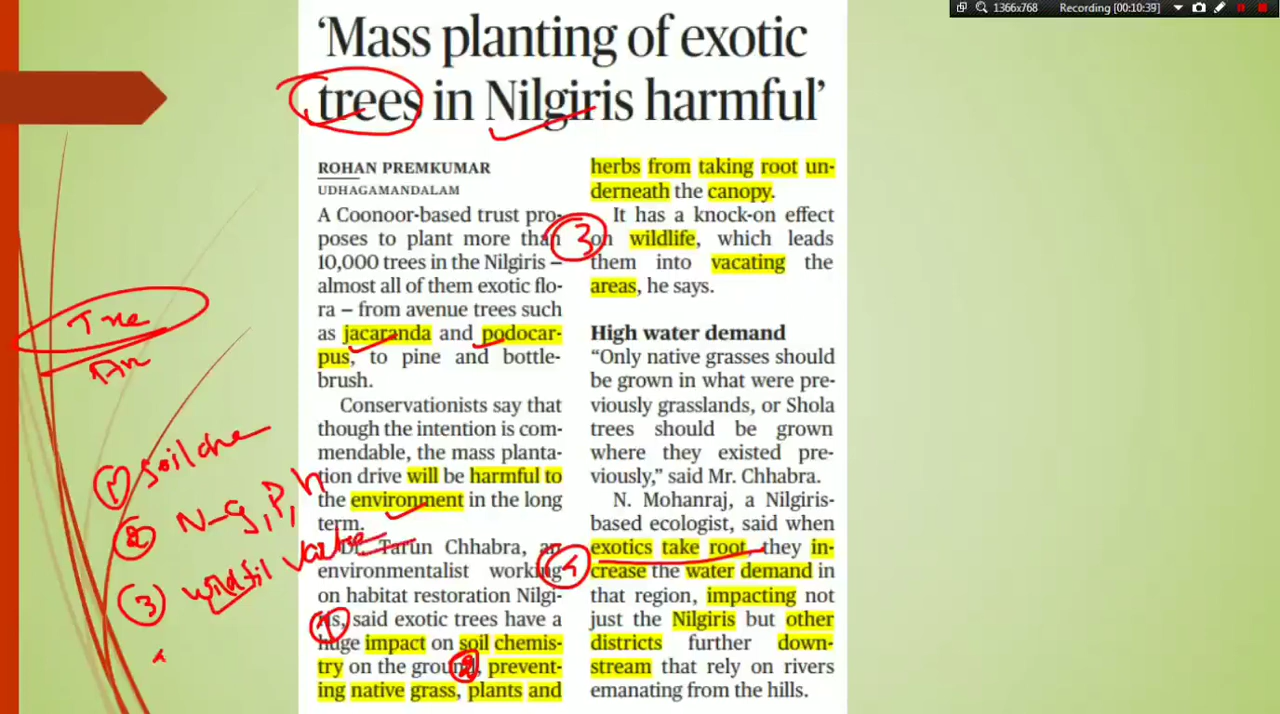 1366x768 Recording [00:10:39]
‘Mass planting of exotic
trees in Nilgiris harmful’
ROHAN PREMKUMAR
UDHAGAMANDALAM
A Coonoor-based trust pro-
poses to plant more than
10,000 trees in the Nilgiris –
almost all of them exotic flo-
ra – from avenue trees such
as jacaranda and podocar-
pus, to pine and bottle-
brush.
Conservationists say that
though the intention is com-
mendable, the mass planta-
tion drive will be harmful to
the environment in the long
term.
Dr. Tarun Chhabra, an
environmentalist working
on habitat restoration Nilgi-
ris, said exotic trees have a
huge impact on soil chemis-
try on the ground, prevent-
ing native grass, plants and
herbs from taking root un-
derneath the canopy.
It has a knock-on effect
on wildlife, which leads
them into vacating the
areas, he says.
High water demand
“Only native grasses should
be grown in what were pre-
viously grasslands, or Shola
trees should be grown
where they existed pre-
viously,” said Mr. Chhabra.
N. Mohanraj, a Nilgiris-
based ecologist, said when
exotics take root, they in-
crease the water demand in
that region, impacting not
just the Nilgiris but other
districts further down-
stream that rely on rivers
emanating from the hills.
Tree
1 Soil che
2 N-g, P, h
3
1
2
3